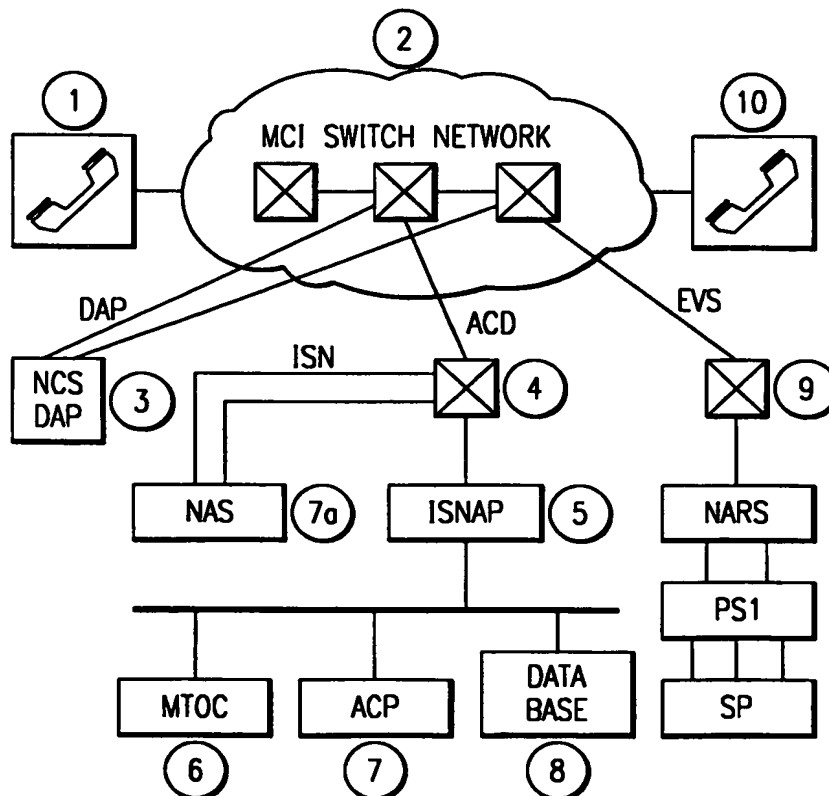 2
1
10
MCI SWITCH NETWORK
DAP
ACD
EVS
ISN
NCS
DAP
3
4
9
NAS
7a
ISNAP
5
NARS
PS1
MTOC
ACP
DATA
BASE
SP
6
7
8